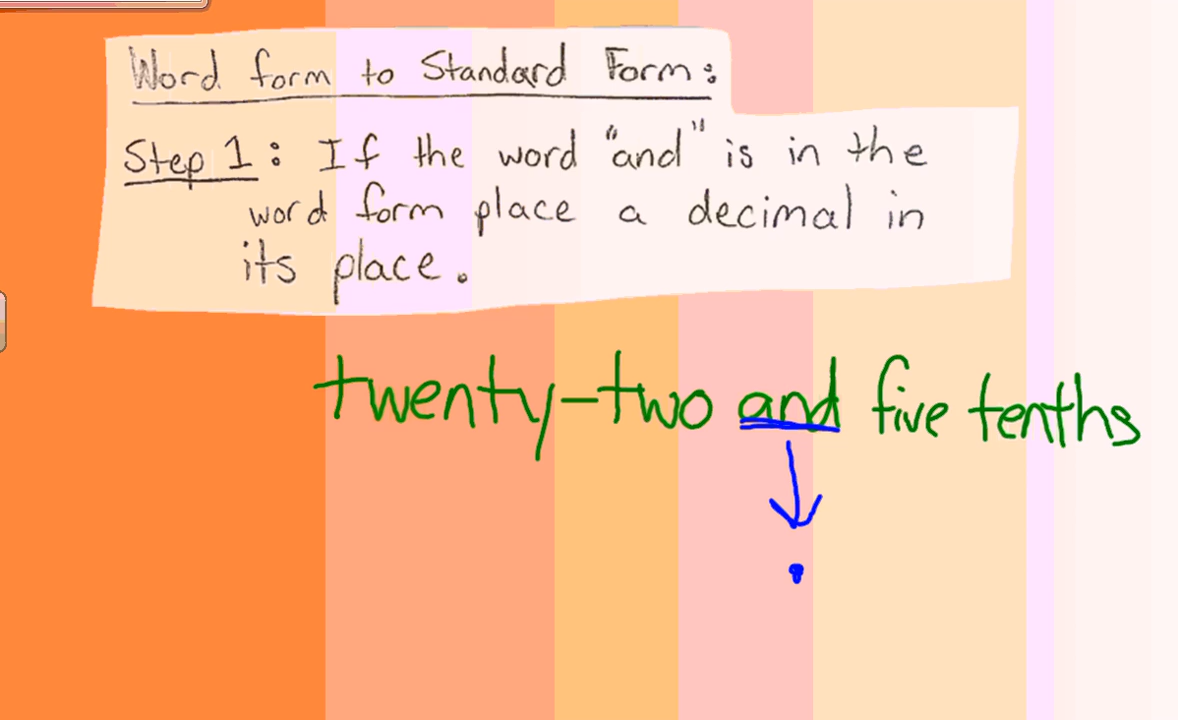 Word form to Standard Form:
Step 1: If the word "and" is in the
word form place a decimal in
its place.
twenty-two and five tenths
.